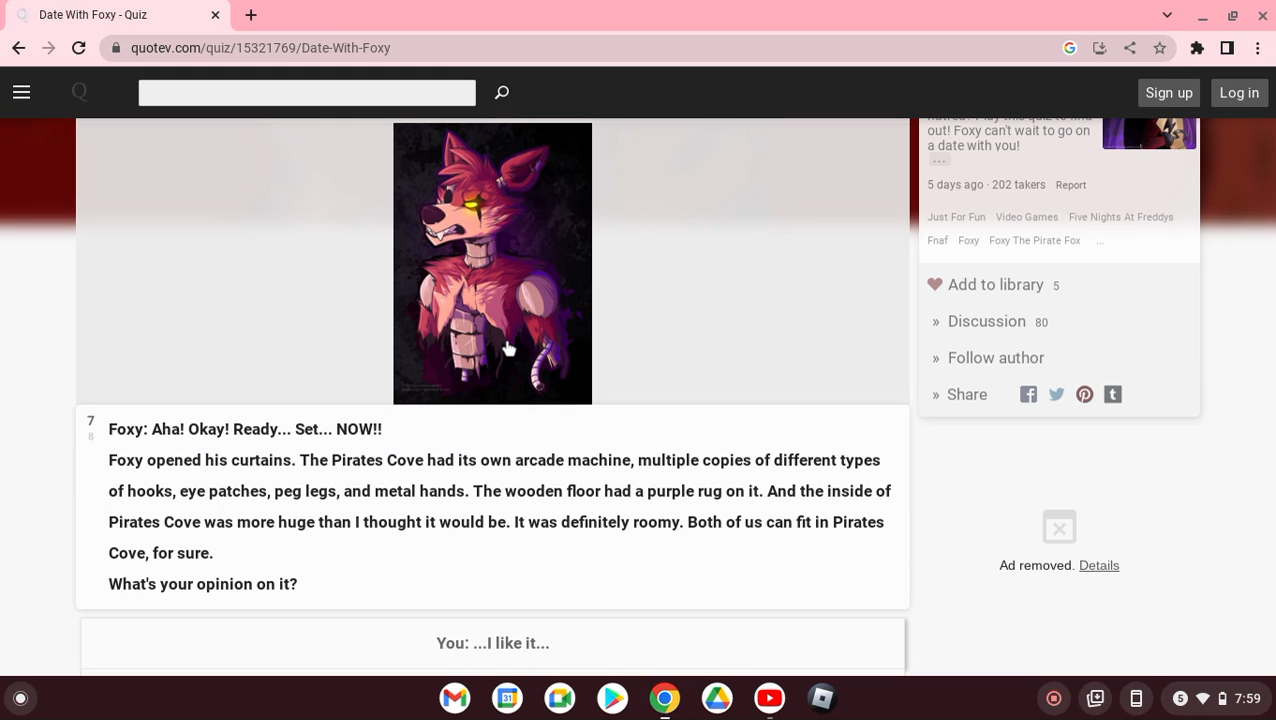 Date With Foxy - Quiz
quotev.com/quiz/15321769/Date-With-Foxy
Q
Sign up
Log in
out! Foxy can't wait to go on
a date with you!
...
5 days ago · 202 takers Report
Just For Fun Video Games Five Nights At Freddys
Fnaf Foxy Foxy The Pirate Fox ...
Add to library 5
» Discussion 80
» Follow author
» Share
7
8
Foxy: Aha! Okay! Ready... Set... NOW!!
Foxy opened his curtains. The Pirates Cove had its own arcade machine, multiple copies of different types
of hooks, eye patches, peg legs, and metal hands. The wooden floor had a purple rug on it. And the inside of
Pirates Cove was more huge than I thought it would be. It was definitely roomy. Both of us can fit in Pirates
Cove, for sure.
What's your opinion on it?
Ad removed. Details
You: ...I like it...
31
5
7:59